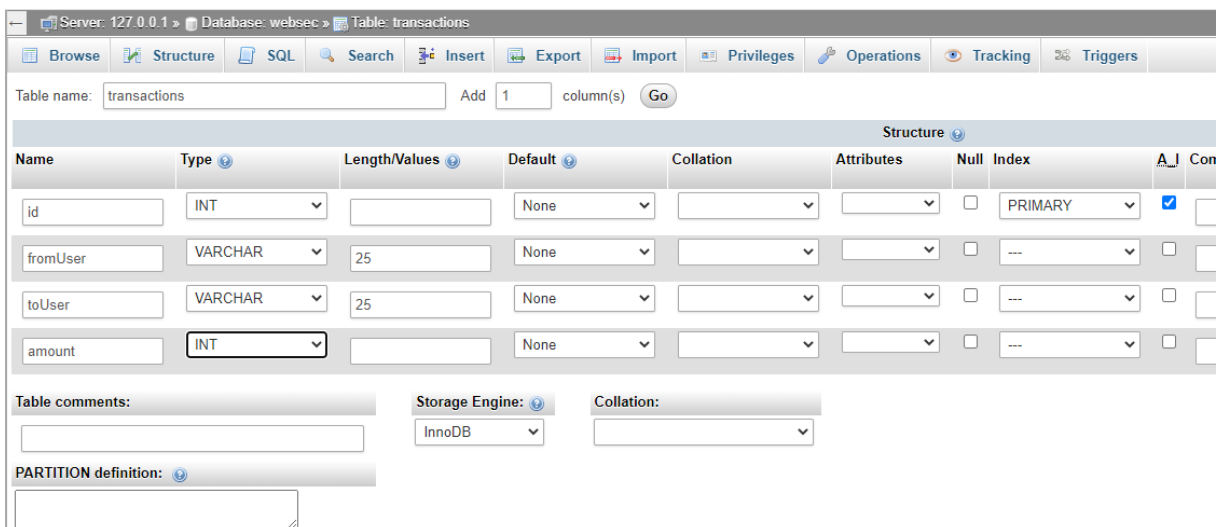 Server: 127.0.0.1 » Database: websec » Table: transactions
Browse Structure SQL Search Insert Export Import Privileges Operations Tracking Triggers
Table name: transactions Add 1 column(s) Go
Structure
Name Type Length/Values Default Collation Attributes Null Index A_I Com
id INT None PRIMARY
fromUser VARCHAR 25 None ---
toUser VARCHAR 25 None ---
amount INT None ---
Table comments: Storage Engine: Collation:
InnoDB
PARTITION definition: